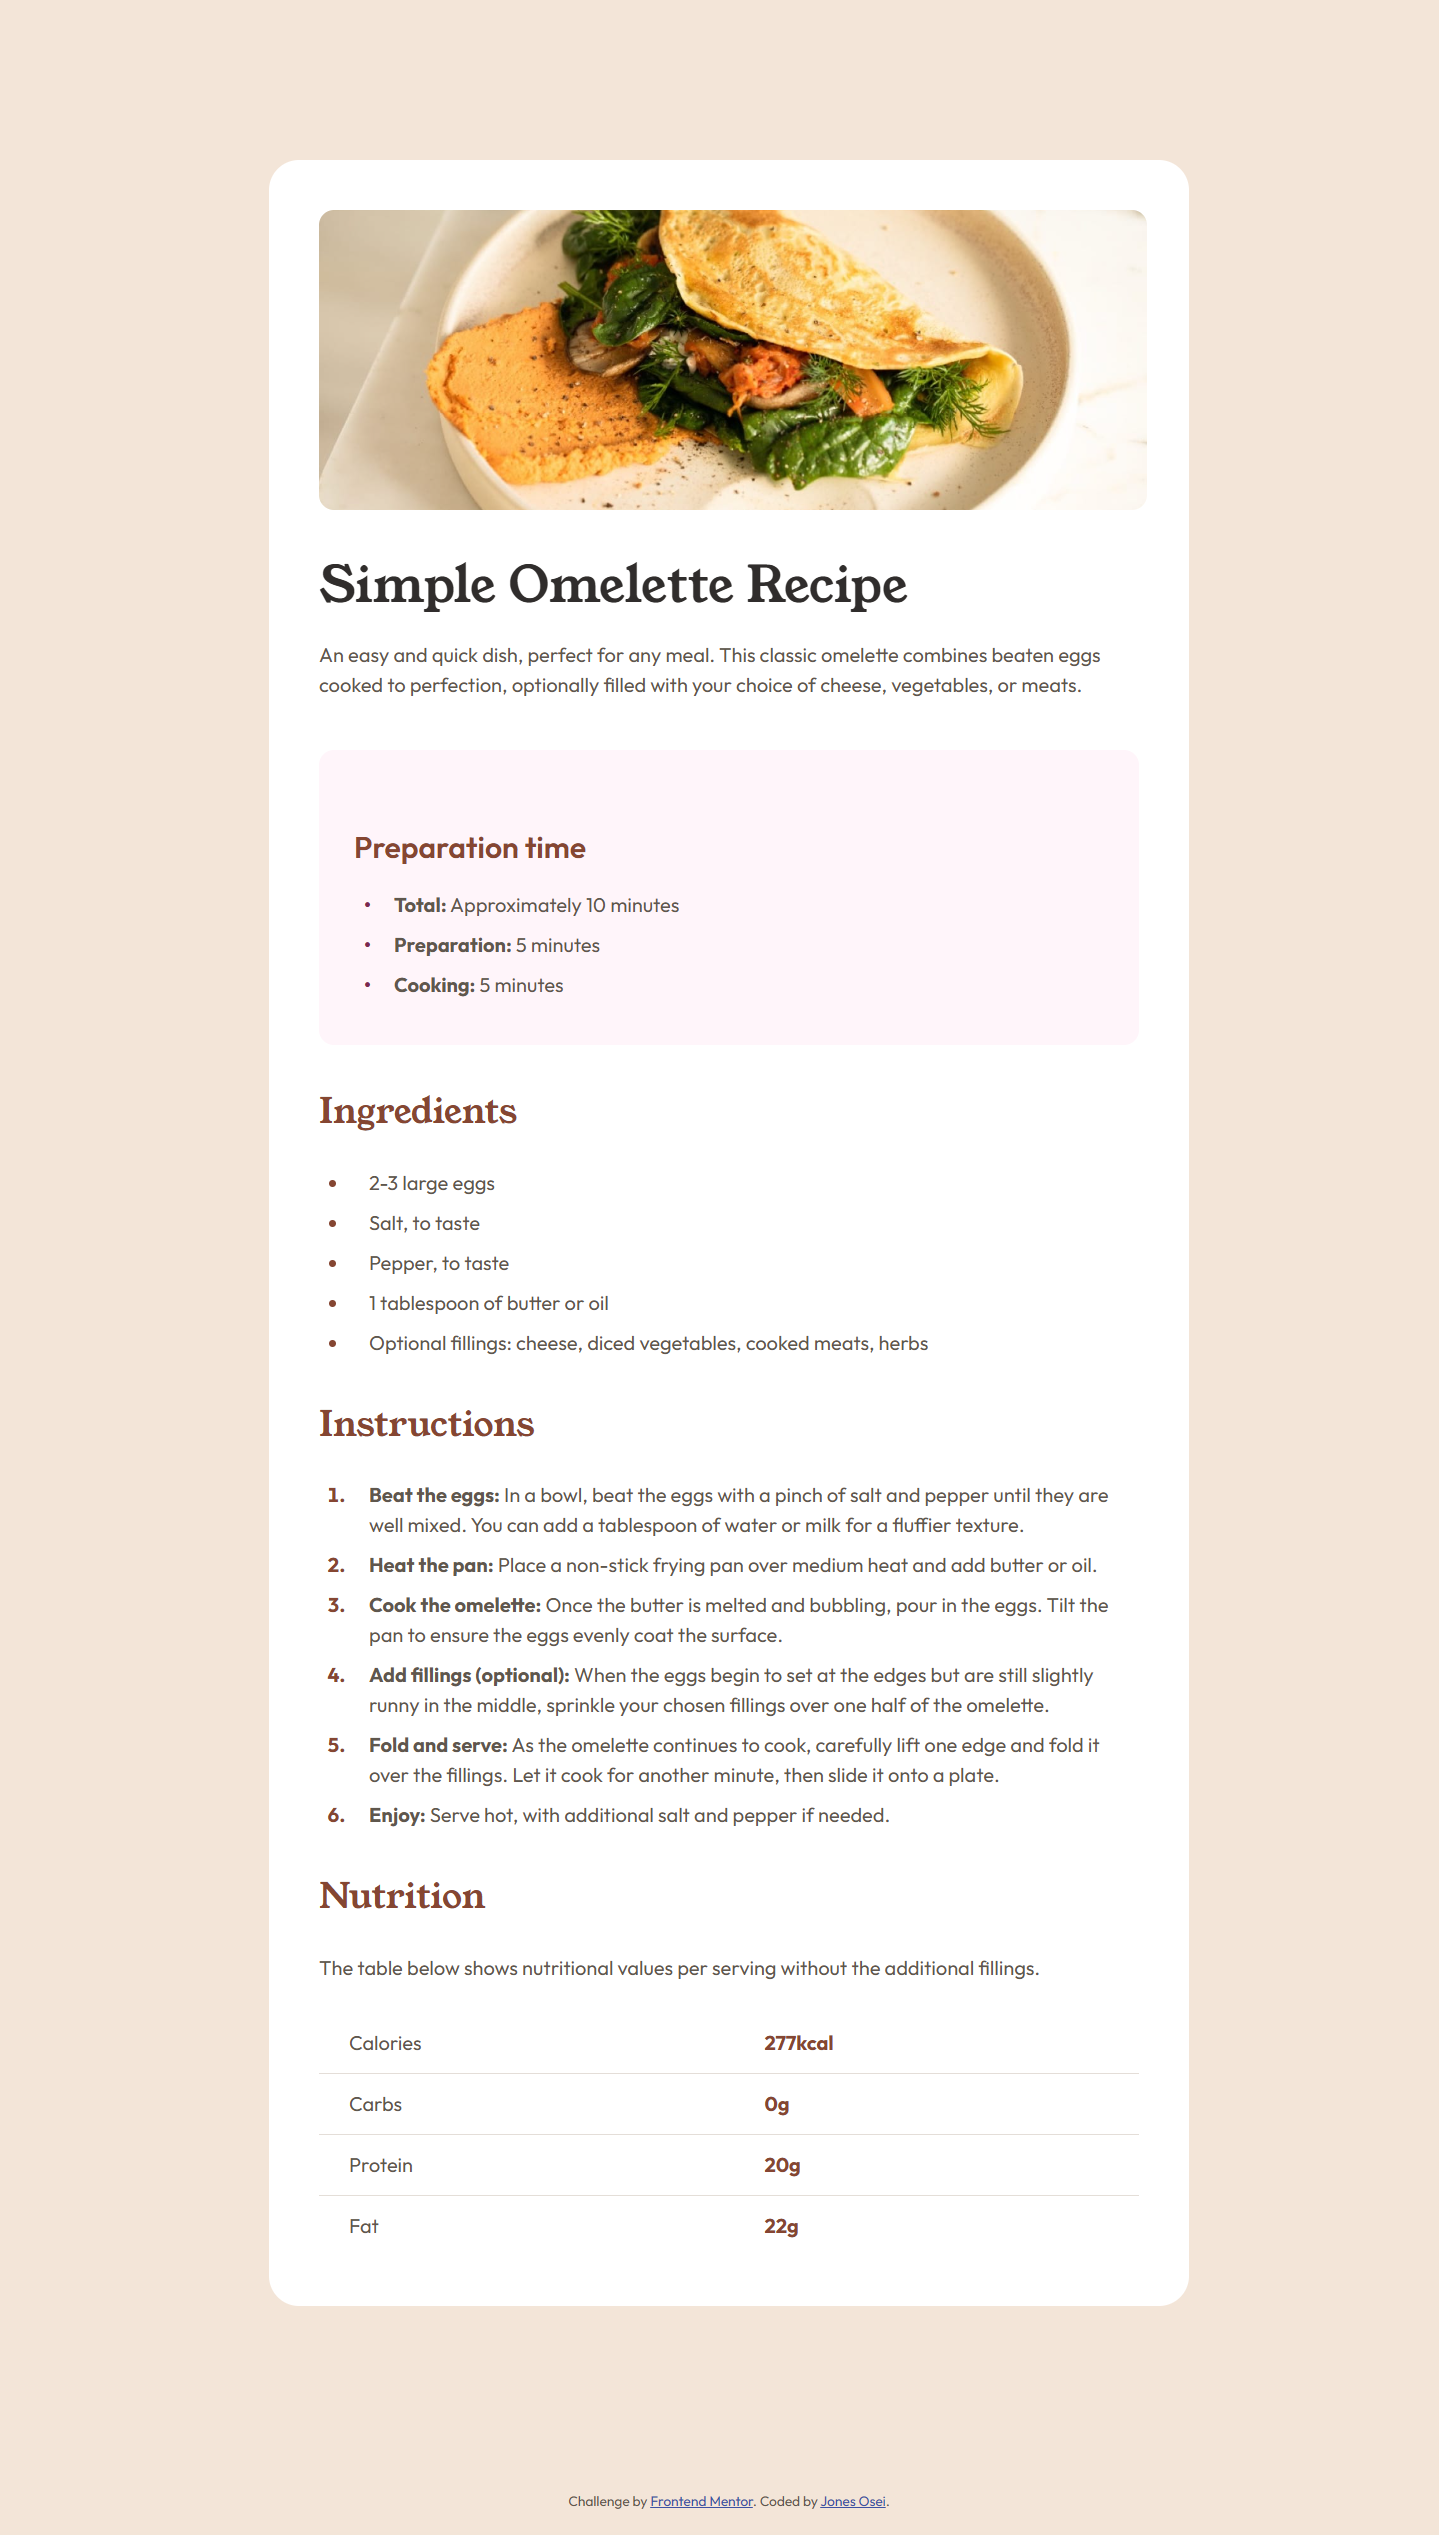 Simple Omelette Recipe
An easy and quick dish, perfect for any meal. This classic omelette combines beaten eggs
cooked to perfection, optionally filled with your choice of cheese, vegetables, or meats.
Preparation time
• Total: Approximately 10 minutes
• Preparation: 5 minutes
• Cooking: 5 minutes
Ingredients
• 2-3 large eggs
• Salt, to taste
• Pepper, to taste
• 1 tablespoon of butter or oil
• Optional fillings: cheese, diced vegetables, cooked meats, herbs
Instructions
1. Beat the eggs: In a bowl, beat the eggs with a pinch of salt and pepper until they are
well mixed. You can add a tablespoon of water or milk for a fluffier texture.
2. Heat the pan: Place a non-stick frying pan over medium heat and add butter or oil.
3. Cook the omelette: Once the butter is melted and bubbling, pour in the eggs. Tilt the
pan to ensure the eggs evenly coat the surface.
4. Add fillings (optional): When the eggs begin to set at the edges but are still slightly
runny in the middle, sprinkle your chosen fillings over one half of the omelette.
5. Fold and serve: As the omelette continues to cook, carefully lift one edge and fold it
over the fillings. Let it cook for another minute, then slide it onto a plate.
6. Enjoy: Serve hot, with additional salt and pepper if needed.
Nutrition
The table below shows nutritional values per serving without the additional fillings.
Calories 277kcal
Carbs 0g
Protein 20g
Fat 22g
Challenge by Frontend Mentor. Coded by Jones Osei.